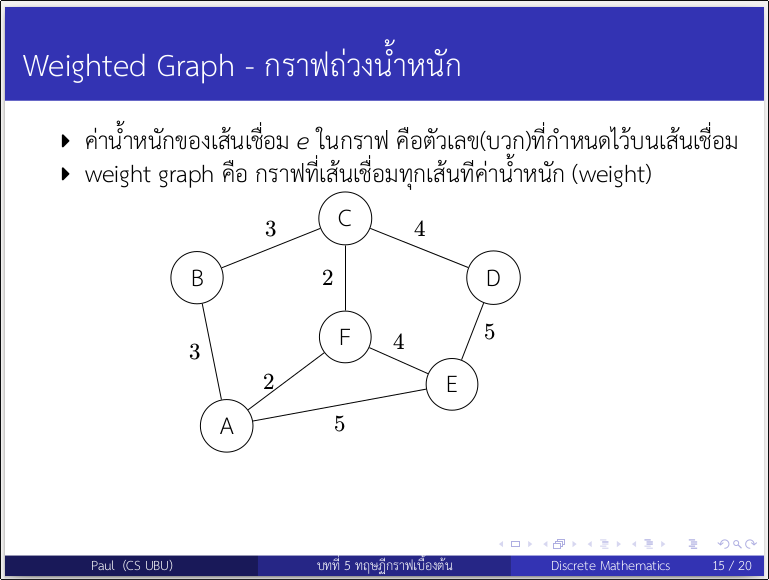 Weighted Graph - กราฟถ่วงน้ำหนัก
ค่าน้ำหนักของเส้นเชื่อม e ในกราฟ คือตัวเลข(บวก)ที่กำหนดไว้บนเส้นเชื่อม
weight graph คือ กราฟที่เส้นเชื่อมทุกเส้นทีค่าน้ำหนัก (weight)
C
3
4
B
2
D
F
4
5
3
2
E
A
5
Paul (CS UBU)
บทที่ 5 ทฤษฎีกราฟเบื้องต้น
Discrete Mathematics
15 / 20